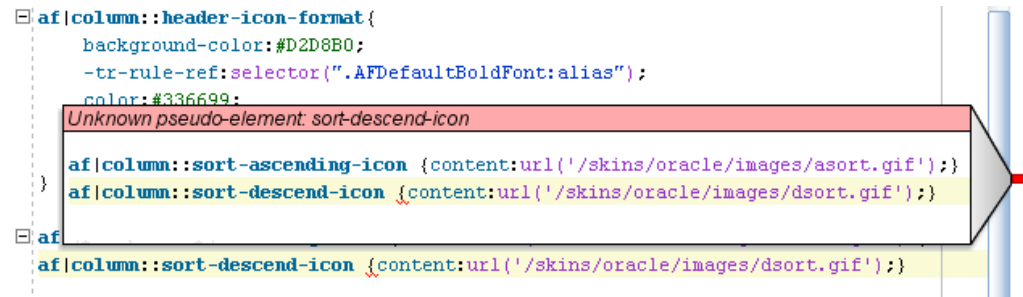 af|column::header-icon-format{
background-color:#D2D8B0;
-tr-rule-ref:selector(".AFDefaultBoldFont:alias");
color:#336699;
Unknown pseudo-element: sort-descend-icon
af|column::sort-ascending-icon {content:url('/skins/oracle/images/asort.gif');}
}
af|column::sort-descend-icon {content:url('/skins/oracle/images/dsort.gif');}
af
af|column::sort-descend-icon {content:url('/skins/oracle/images/dsort.gif');}